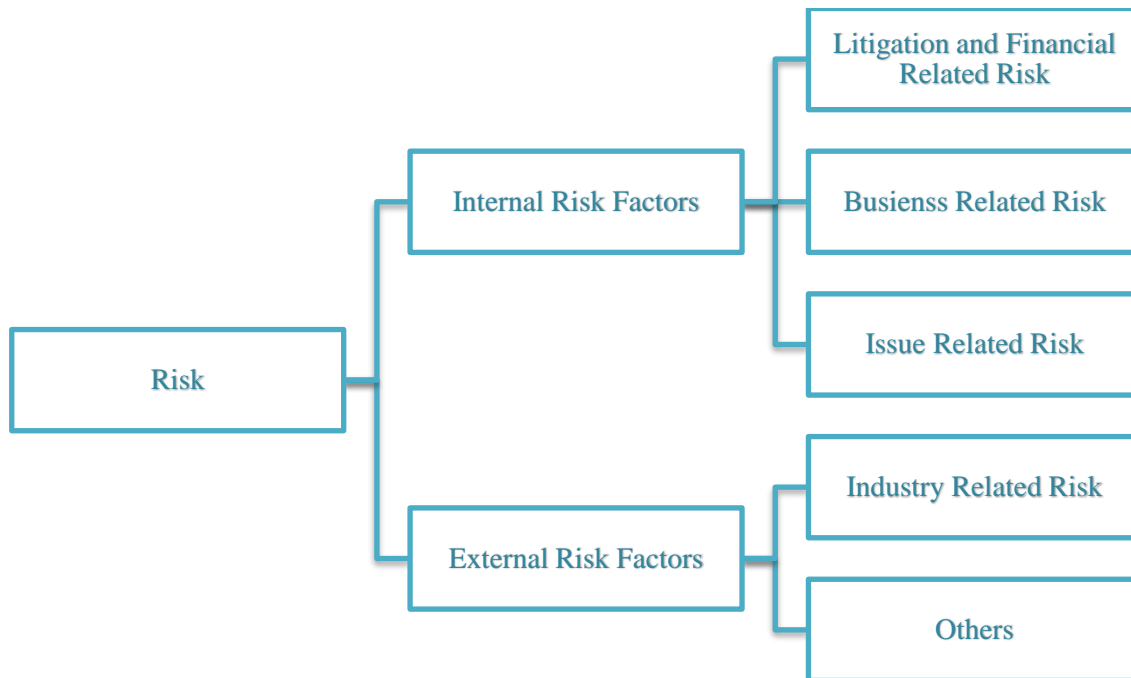 Litigation and Financial
Related Risk
Internal Risk Factors
Busienss Related Risk
Issue Related Risk
Risk
Industry Related Risk
External Risk Factors
Others